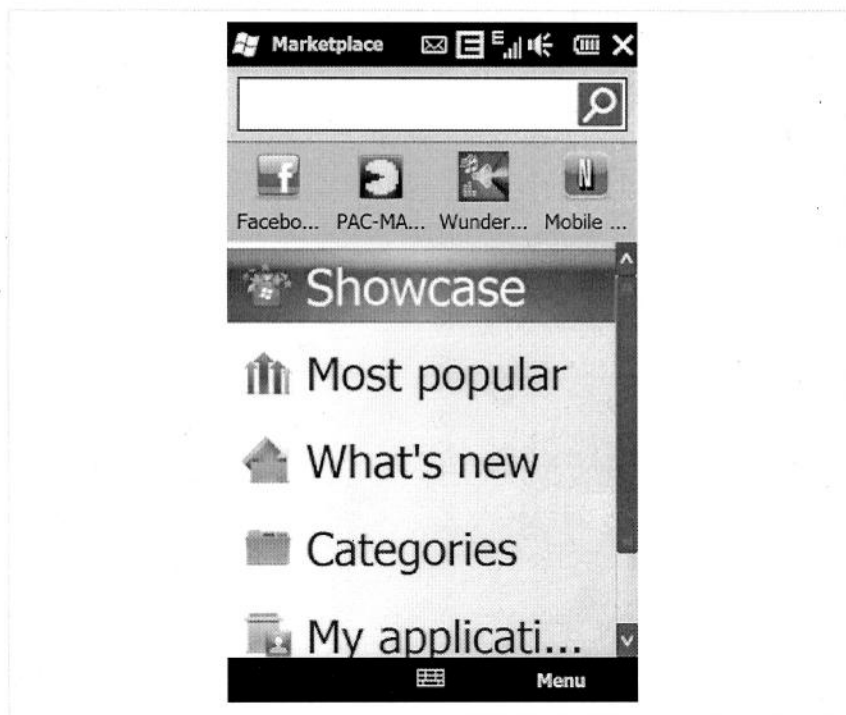 Marketplace
Facebo... PAC-MA... Wunder... Mobile ...
Showcase
Most popular
What's new
Categories
My applicati...
Menu